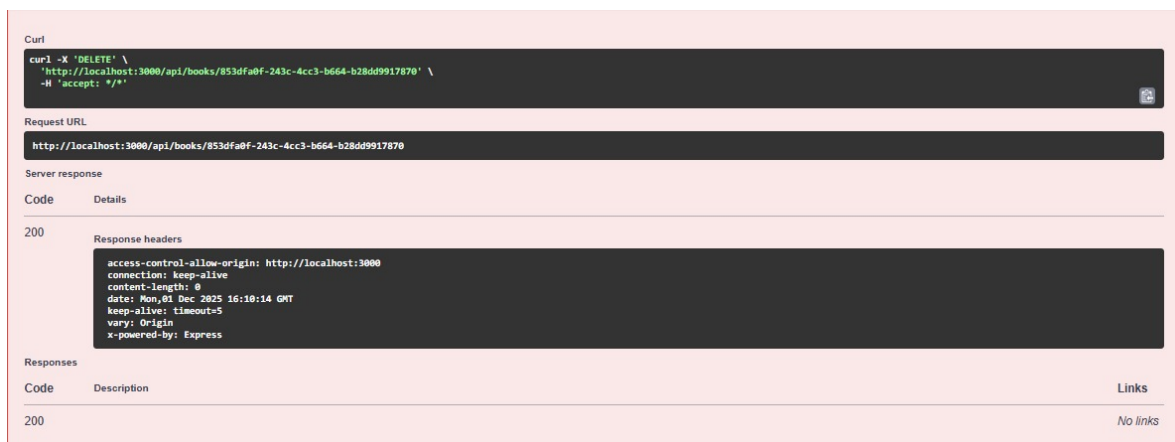 Curl
curl -X 'DELETE' \
'http://localhost:3000/api/books/853dfa0f-243c-4cc3-b664-b28dd9917870' \
-H 'accept: */*'
Request URL
http://localhost:3000/api/books/853dfa0f-243c-4cc3-b664-b28dd9917870
Server response
Code Details
200
Response headers
access-control-allow-origin: http://localhost:3000
connection: keep-alive
content-length: 0
date: Mon,01 Dec 2025 16:10:14 GMT
keep-alive: timeout=5
vary: Origin
x-powered-by: Express
Responses
Code Description Links
200 No links